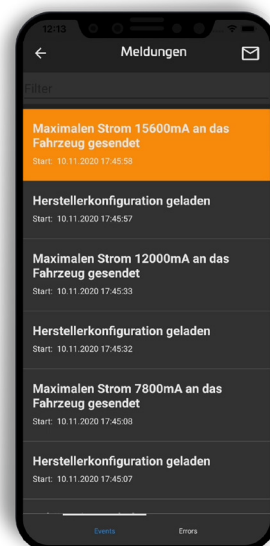 12:13
Meldungen
Filter
Maximalen Strom 15600mA an das
Fahrzeug gesendet
Start: 10.11.2020 17:45:58
Herstellerkonfiguration geladen
Start: 10.11.2020 17:45:57
Maximalen Strom 12000mA an das
Fahrzeug gesendet
Start: 10.11.2020 17:45:33
Herstellerkonfiguration geladen
Start: 10.11.2020 17:45:32
Maximalen Strom 7800mA an das
Fahrzeug gesendet
Start: 10.11.2020 17:45:08
Herstellerkonfiguration geladen
Start: 10.11.2020 17:45:07
Events
Errors